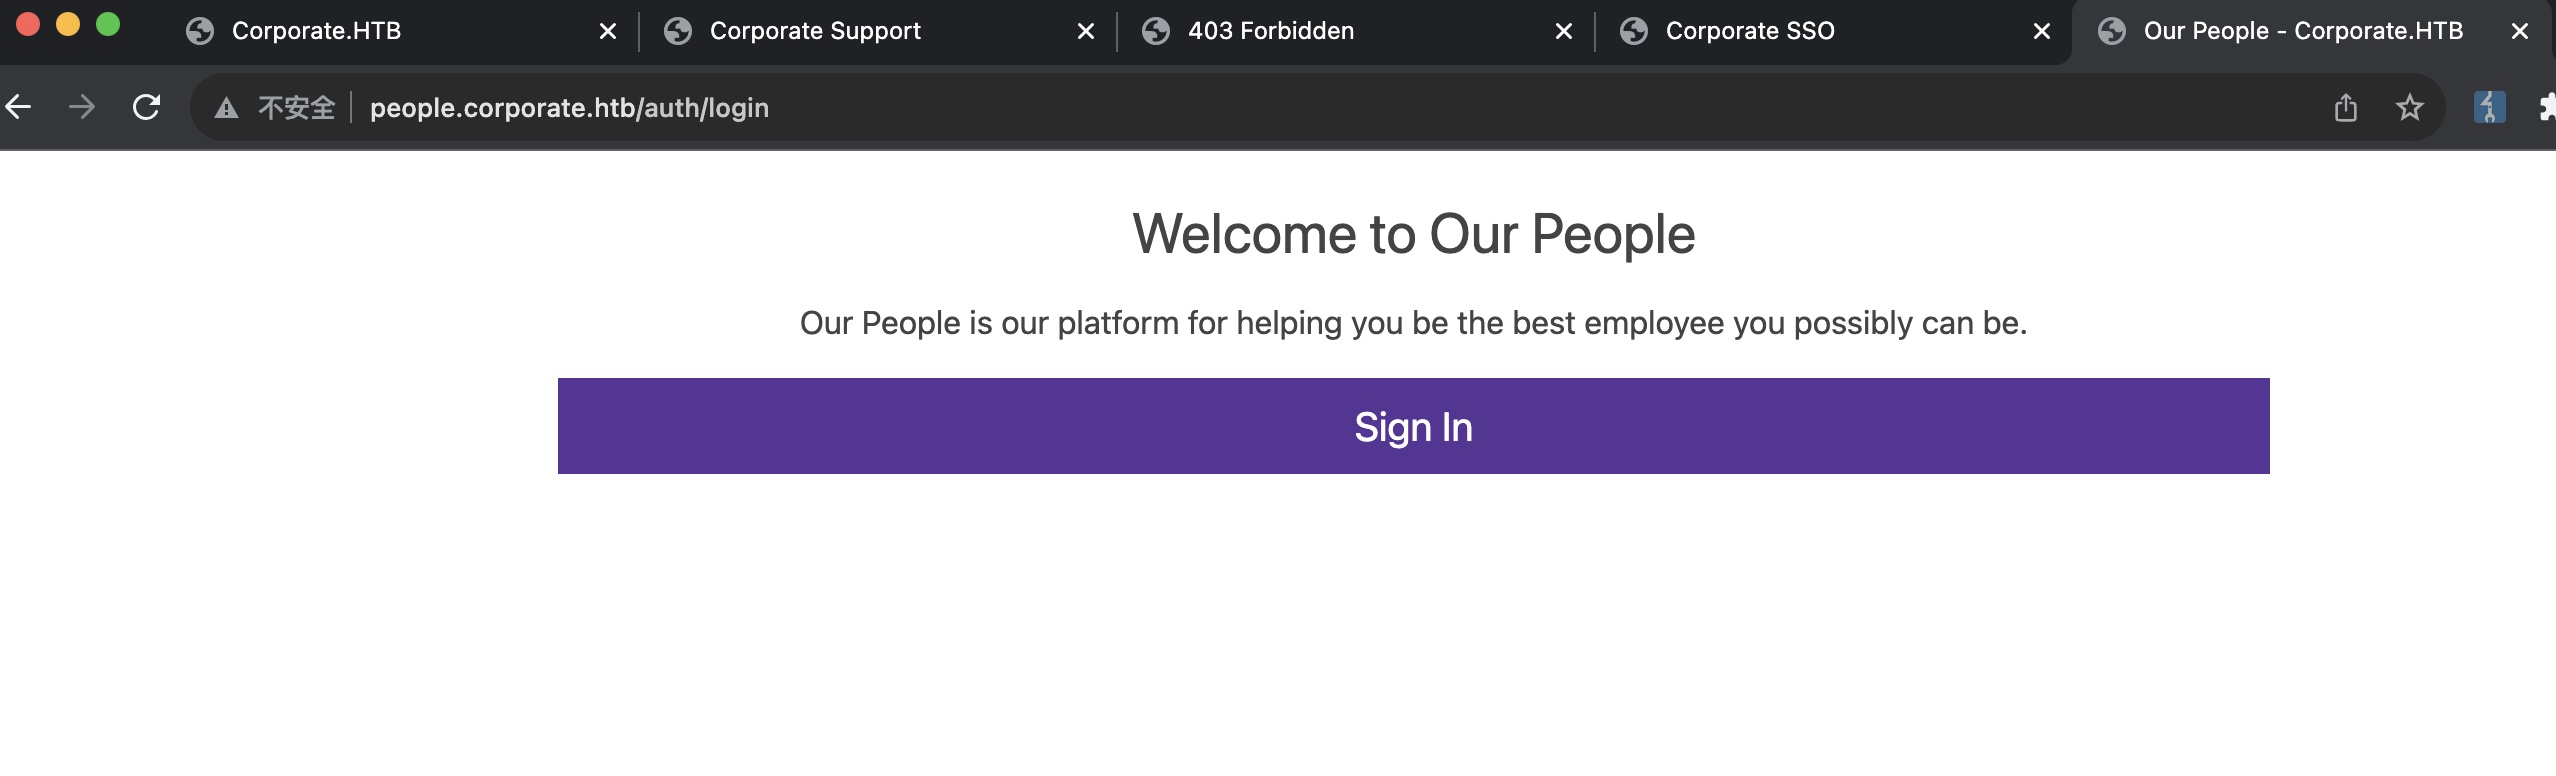 Corporate.HTB
Corporate Support
403 Forbidden
Corporate SSO
Our People - Corporate.HTB
不安全
people.corporate.htb/auth/login
Welcome to Our People
Our People is our platform for helping you be the best employee you possibly can be.
Sign In